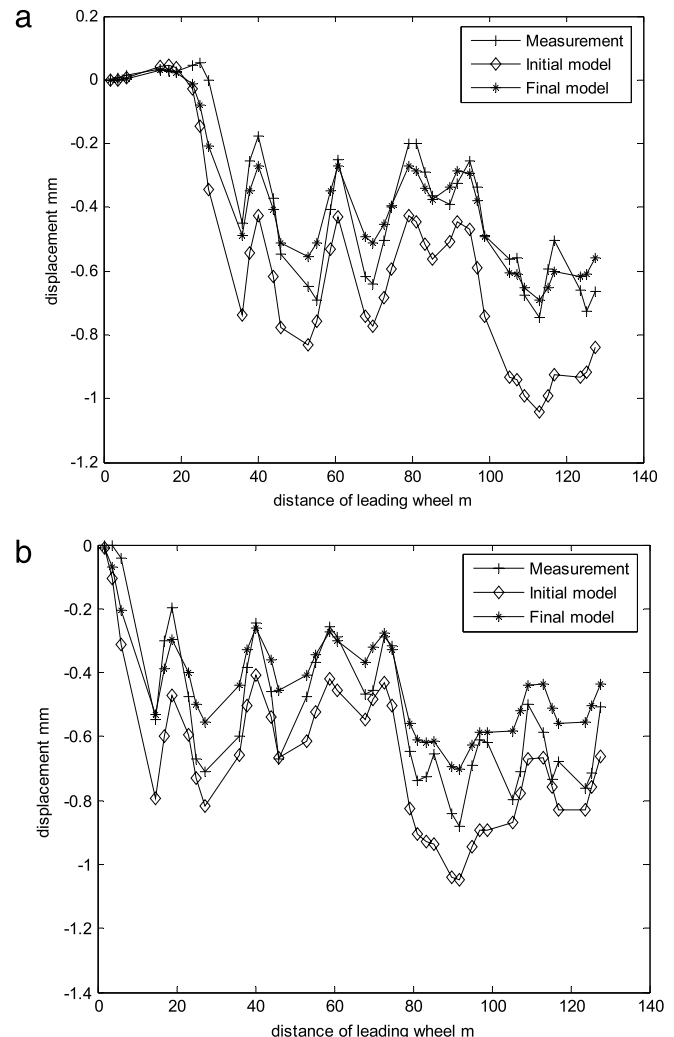 a
0.2
0
-0.2
-0.4
-0.6
-0.8
-1
-1.2
displacement mm
Measurement
Initial model
Final model
0 20 40 60 80 100 120 140
distance of leading wheel m
b
0
-0.2
-0.4
-0.6
-0.8
-1
-1.2
-1.4
displacement mm
Measurement
Initial model
Final model
0 20 40 60 80 100 120 140
distance of leading wheel m